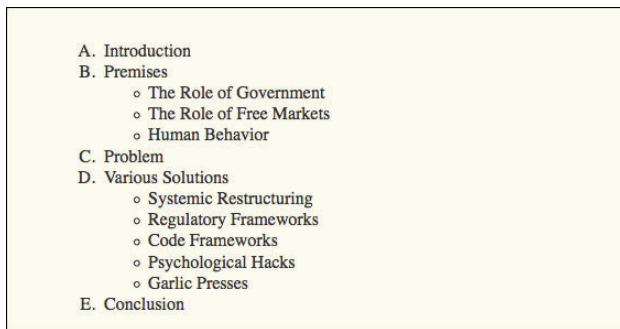 A. Introduction
B. Premises
◦ The Role of Government
◦ The Role of Free Markets
◦ Human Behavior
C. Problem
D. Various Solutions
◦ Systemic Restructuring
◦ Regulatory Frameworks
◦ Code Frameworks
◦ Psychological Hacks
◦ Garlic Presses
E. Conclusion